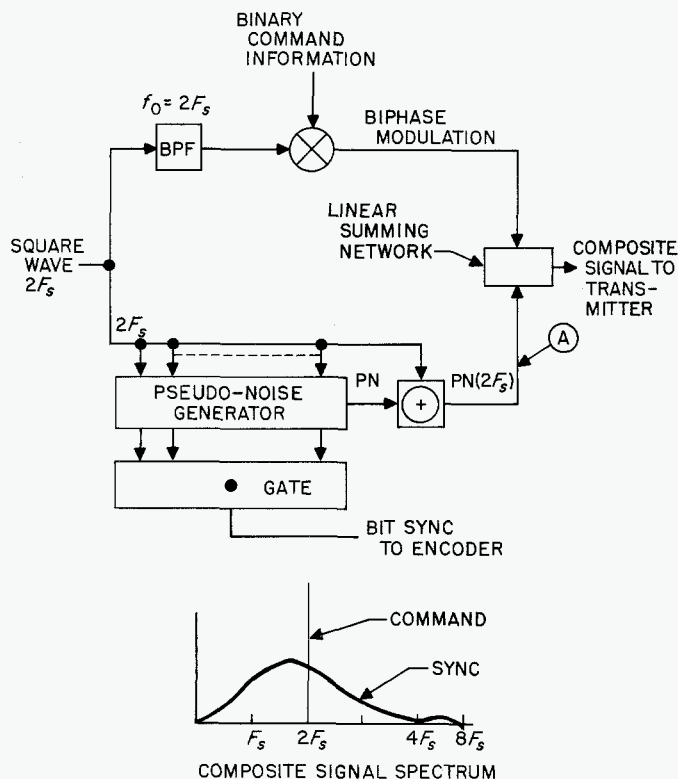 BINARY
COMMAND
INFORMATION
f₀ = 2Fₛ
BPF
BIPHASE
MODULATION
LINEAR
SUMMING
NETWORK
COMPOSITE
SIGNAL TO
TRANS-
MITTER
SQUARE
WAVE
2Fₛ
2Fₛ
A
PN
PN(2Fₛ)
PSEUDO-NOISE
GENERATOR
+
GATE
BIT SYNC
TO ENCODER
COMMAND
SYNC
Fₛ 2Fₛ 4Fₛ 8Fₛ
COMPOSITE SIGNAL SPECTRUM